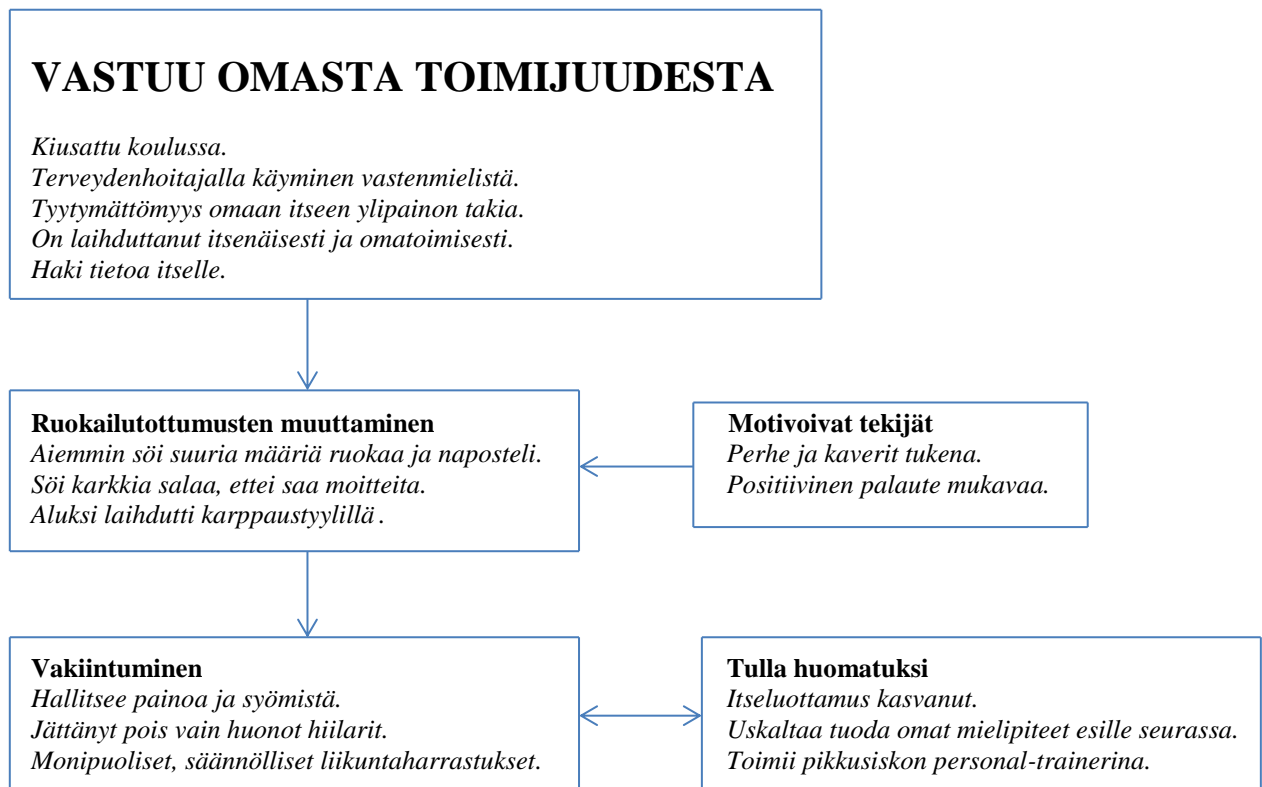 VASTUU OMASTA TOIMIJUUDESTA
Kiusattu koulussa.
Terveydenhoitajalla käyminen vastenmielistä.
Tyytymättömyys omaan itseen ylipainon takia.
On laihduttanut itsenäisesti ja omatoimisesti.
Haki tietoa itselle.
Ruokailutottumusten muuttaminen
Aiemmin söi suuria määriä ruokaa ja naposteli.
Söi karkkia salaa, ettei saa moitteita.
Aluksi laihdutti karppaustyylillä .
Motivoivat tekijät
Perhe ja kaverit tukena.
Positiivinen palaute mukavaa.
Vakiintuminen
Hallitsee painoa ja syömistä.
Jättänyt pois vain huonot hiilarit.
Monipuoliset, säännölliset liikuntaharrastukset.
Tulla huomatuksi
Itseluottamus kasvanut.
Uskaltaa tuoda omat mielipiteet esille seurassa.
Toimii pikkusiskon personal-trainerina.